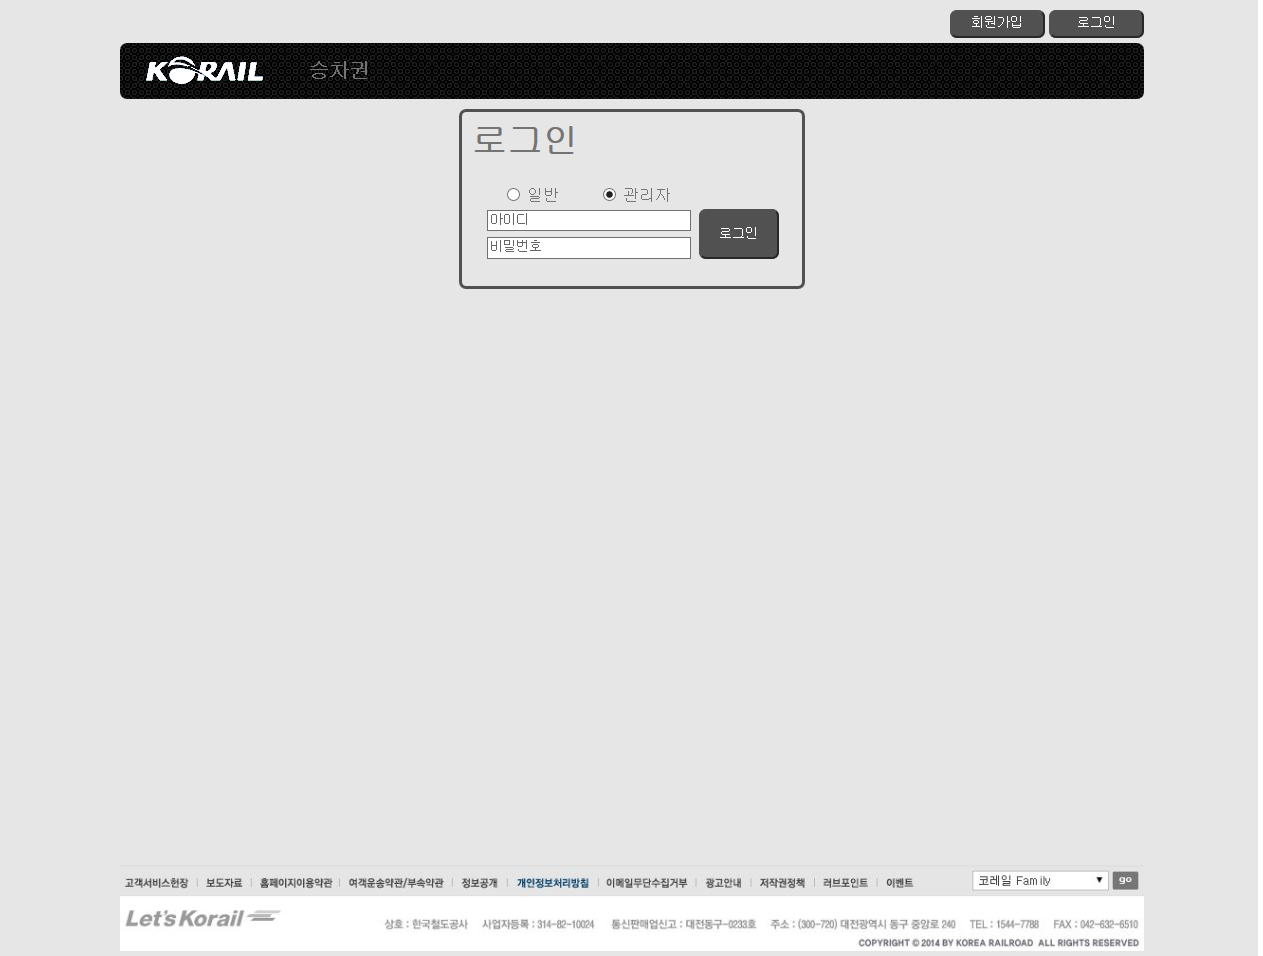 회원가입 로그인
KORAIL 승차권
로그인
일반 관리자
아이디
로그인
비밀번호
고객서비스헌장 | 보도자료 | 홈페이지이용약관 | 여객운송약관/부속약관 | 정보공개 | 개인정보처리방침 | 이메일무단수집거부 | 광고안내 | 저작권정책 | 러브포인트 | 이벤트 코레일 Family go
Let's Korail 상호 : 한국철도공사 사업자등록 : 314-82-10024 통신판매업신고 : 대전동구-0233호 주소 : (300-720) 대전광역시 동구 중앙로 240 TEL : 1544-7788 FAX : 042-632-6510
COPYRIGHT © 2014 BY KOREA RAILROAD ALL RIGHTS RESERVED